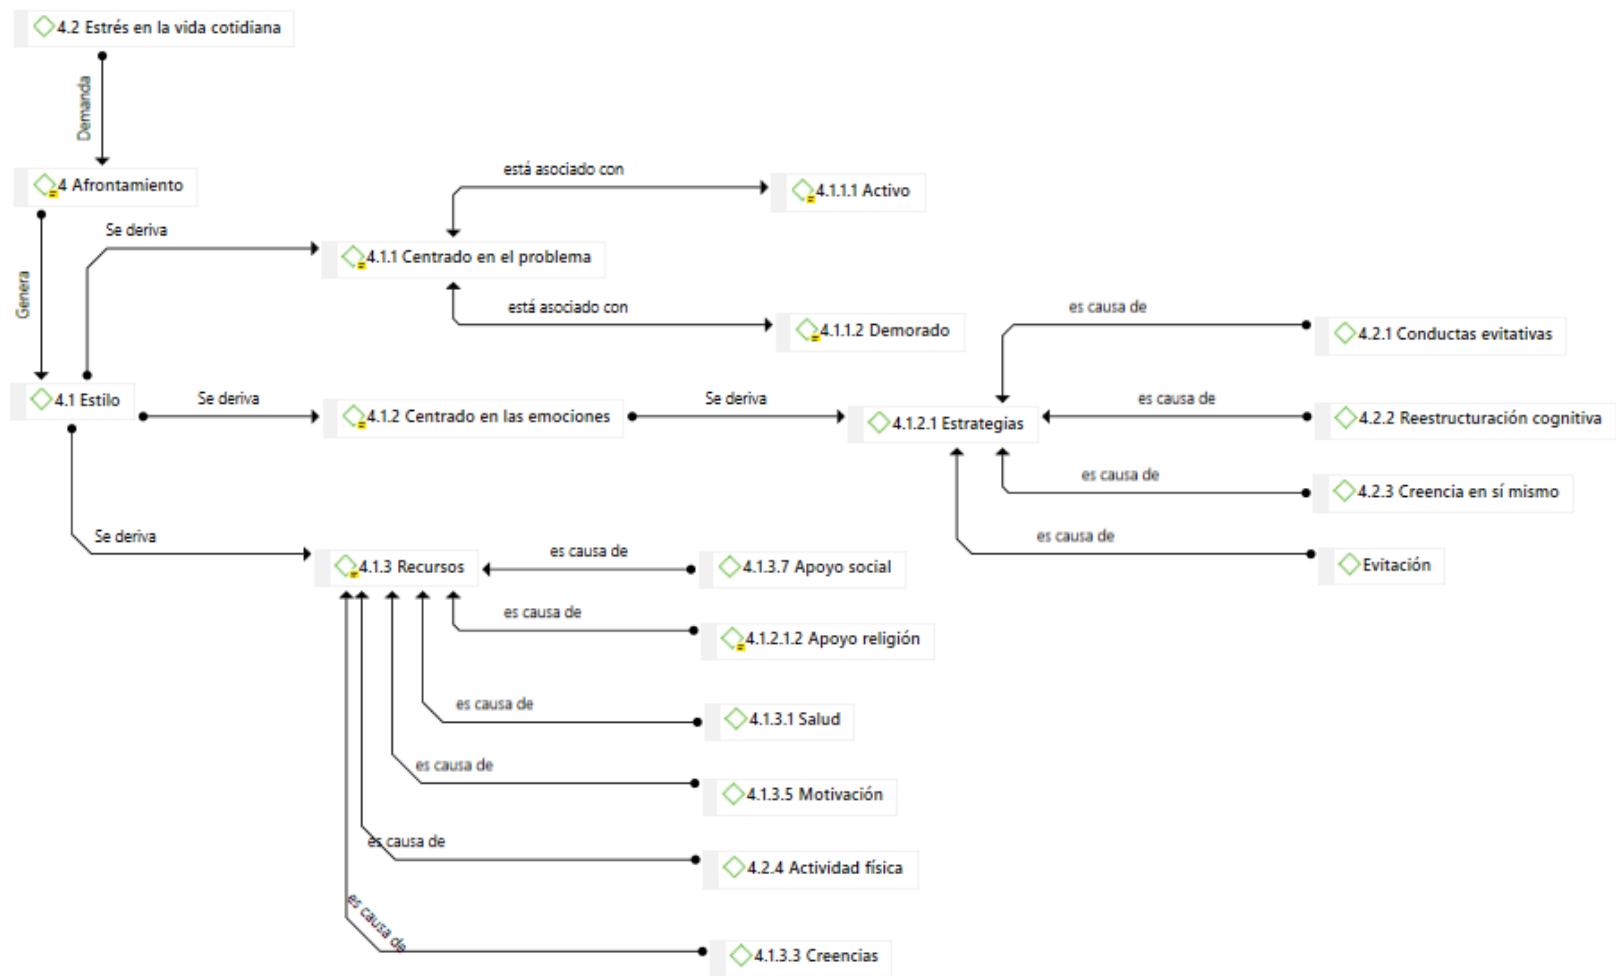 4.2 Estrés en la vida cotidiana
Demanda
4 Afrontamiento
está asociado con
4.1.1.1 Activo
Se deriva
4.1.1 Centrado en el problema
Genera
está asociado con
4.1.1.2 Demorado
es causa de
4.2.1 Conductas evitativas
4.1 Estilo
Se deriva
4.1.2 Centrado en las emociones
Se deriva
4.1.2.1 Estrategias
es causa de
4.2.2 Reestructuración cognitiva
es causa de
4.2.3 Creencia en sí mismo
Se deriva
4.1.3 Recursos
es causa de
4.1.3.7 Apoyo social
es causa de
Evitación
es causa de
4.1.2.1.2 Apoyo religión
es causa de
4.1.3.1 Salud
es causa de
4.1.3.5 Motivación
es causa de
4.2.4 Actividad física
es causa de
4.1.3.3 Creencias